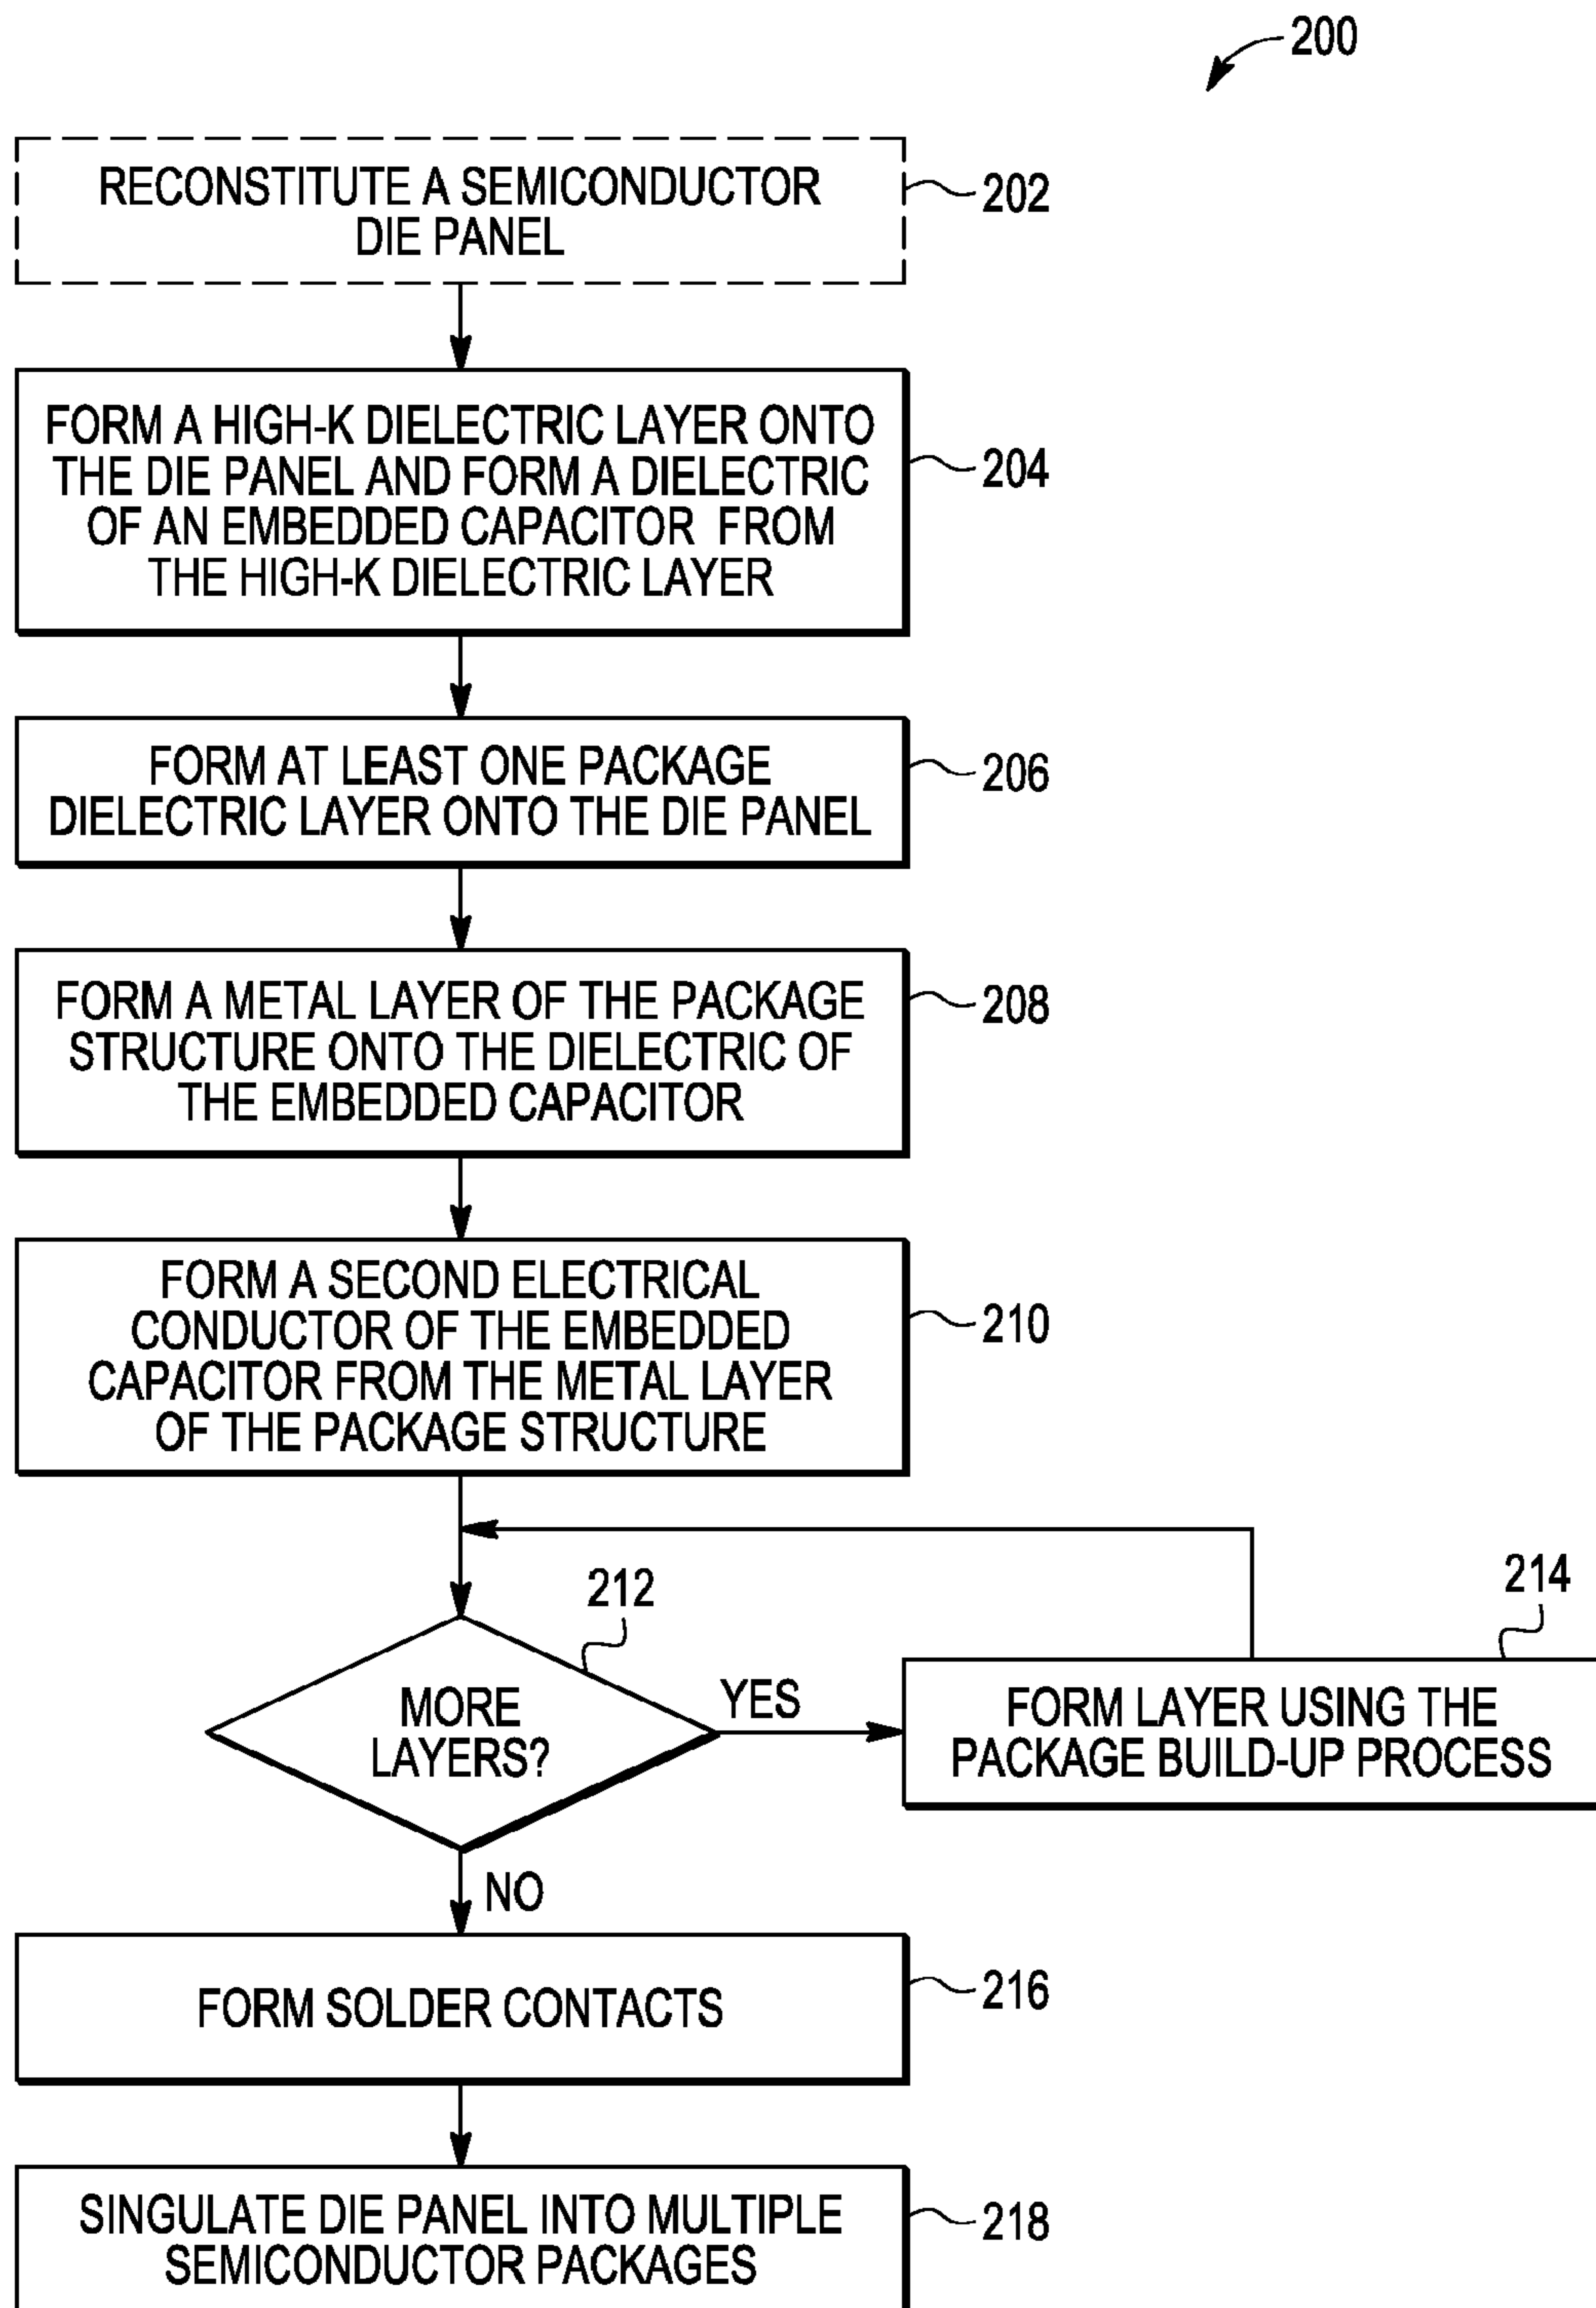 200
RECONSTITUTE A SEMICONDUCTOR
DIE PANEL
202
FORM A HIGH-K DIELECTRIC LAYER ONTO
THE DIE PANEL AND FORM A DIELECTRIC
OF AN EMBEDDED CAPACITOR FROM
THE HIGH-K DIELECTRIC LAYER
204
FORM AT LEAST ONE PACKAGE
DIELECTRIC LAYER ONTO THE DIE PANEL
206
FORM A METAL LAYER OF THE PACKAGE
STRUCTURE ONTO THE DIELECTRIC OF
THE EMBEDDED CAPACITOR
208
FORM A SECOND ELECTRICAL
CONDUCTOR OF THE EMBEDDED
CAPACITOR FROM THE METAL LAYER
OF THE PACKAGE STRUCTURE
210
212
MORE
LAYERS?
YES
214
FORM LAYER USING THE
PACKAGE BUILD-UP PROCESS
NO
FORM SOLDER CONTACTS
216
SINGULATE DIE PANEL INTO MULTIPLE
SEMICONDUCTOR PACKAGES
218